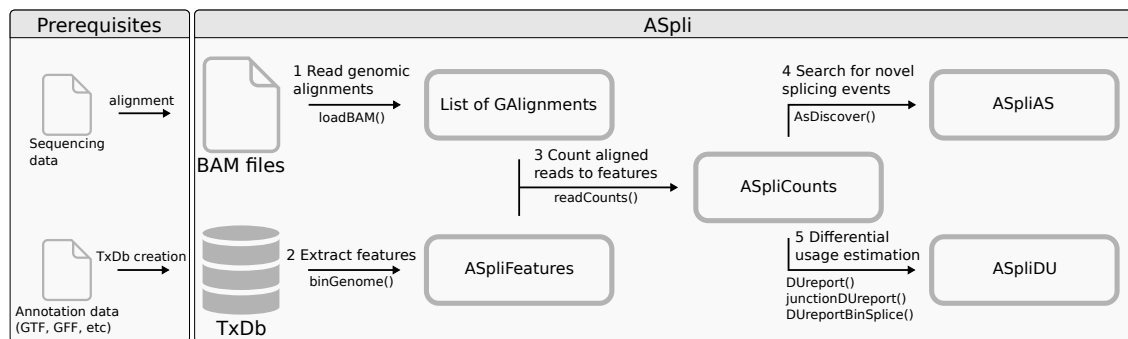 Prerequisites
ASpli
Sequencing
data
alignment
Annotation data
(GTF, GFF, etc)
TxDb creation
BAM files
1 Read genomic
alignments
loadBAM()
List of GAlignments
TxDb
2 Extract features
binGenome()
ASpliFeatures
3 Count aligned
reads to features
readCounts()
ASpliCounts
4 Search for novel
splicing events
AsDiscover()
ASpliAS
5 Differential
usage estimation
DUreport()
junctionDUreport()
DUreportBinSplice()
ASpliDU